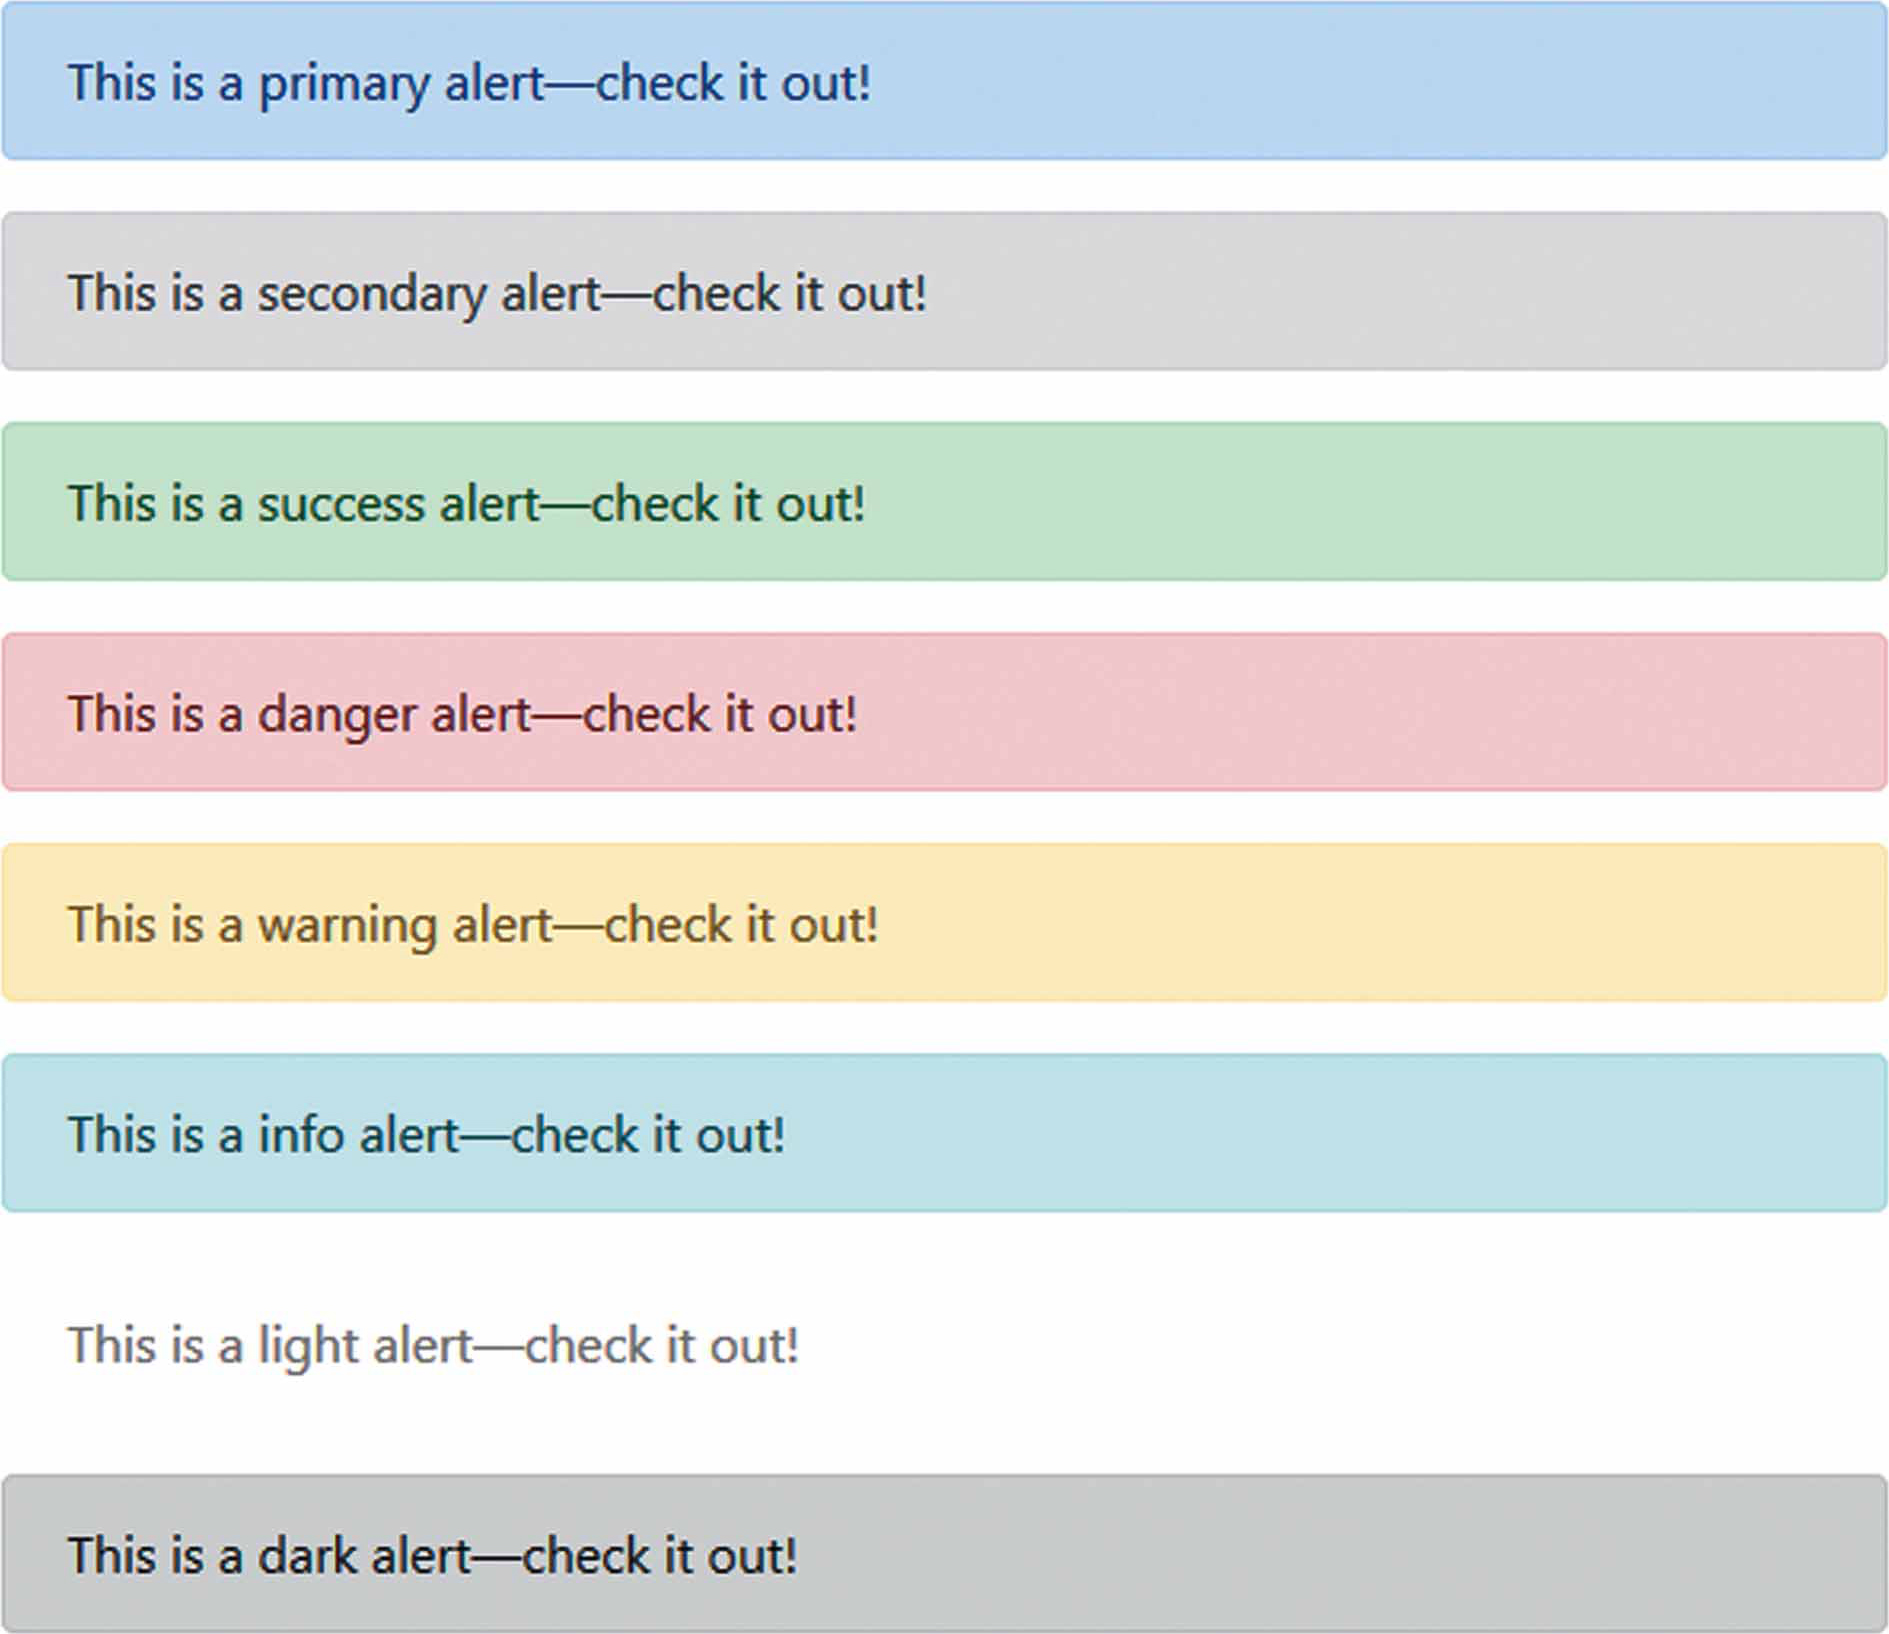 This is a primary alert—check it out!
This is a secondary alert—check it out!
This is a success alert—check it out!
This is a danger alert—check it out!
This is a warning alert—check it out!
This is a info alert—check it out!
This is a light alert—check it out!
This is a dark alert—check it out!